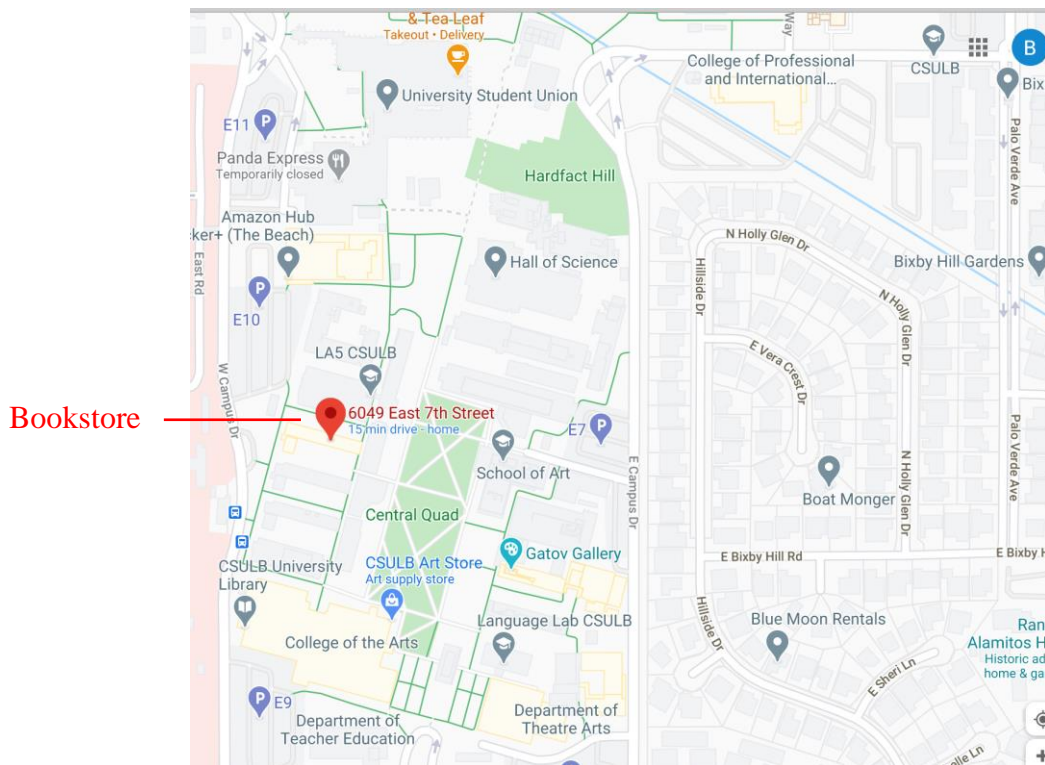 & Tea Leaf
Takeout • Delivery
Way
College of Professional
and International...
CSULB
B
Bix
University Student Union
E11
P
Panda Express
Temporarily closed
Hardfact Hill
Palo Verde Ave
Amazon Hub
ker+ (The Beach)
N Holly Glen Dr
East Rd
Hall of Science
Hillside Dr
Bixby Hill Gardens
P
E10
N Holly Glen Dr
E Vera Crest Dr
LA5 CSULB
W Campus Dr
Bookstore
6049 East 7th Street
15 min drive - home
E7
P
School of Art
E Campus Dr
Palo Verde Ave
N Holly Glen Dr
Boat Monger
Central Quad
Gatov Gallery
E Bixby Hill Rd
E Bixby H
CSULB University
Library
CSULB Art Store
Art supply store
Hillside Dr
Blue Moon Rentals
Language Lab CSULB
College of the Arts
Ran
Alamitos H
Historic ad
home & ga
E Sheri Ln
P
E9
Department of
Teacher Education
Department of
Theatre Arts
olle Ln